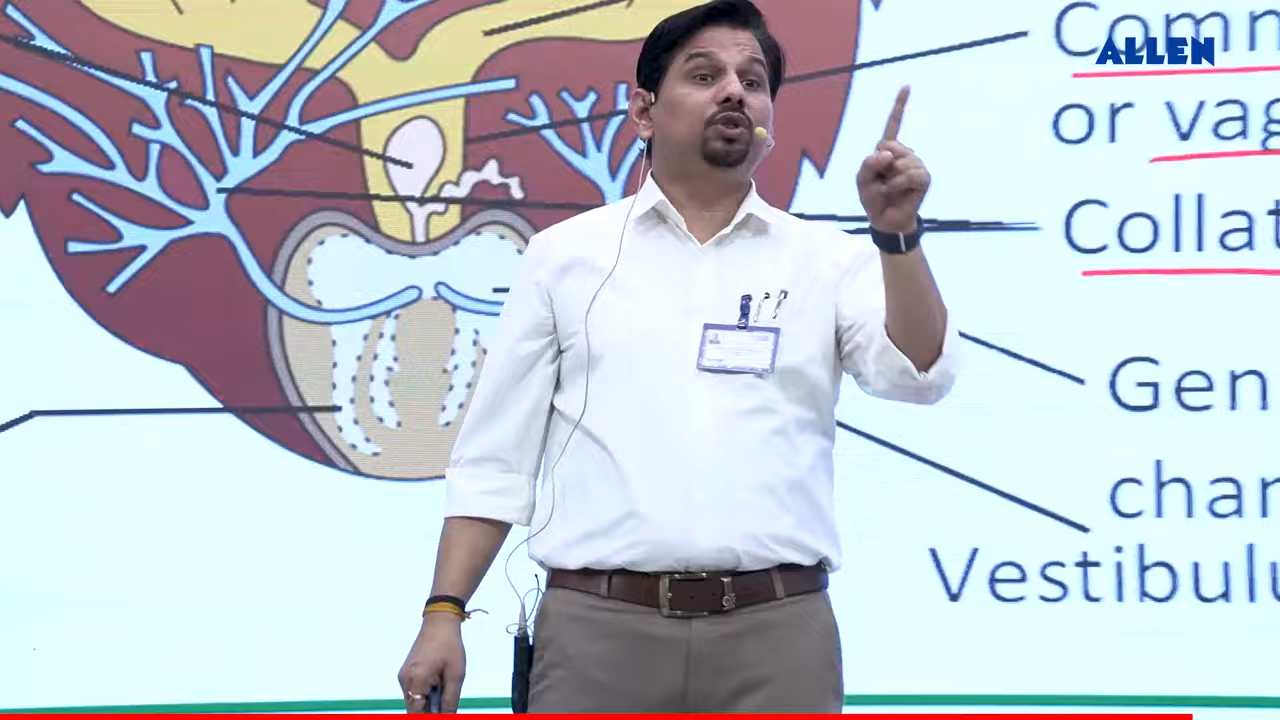 Comm
ALLEN
or vag
Collat
Gen
char
Vestibulu